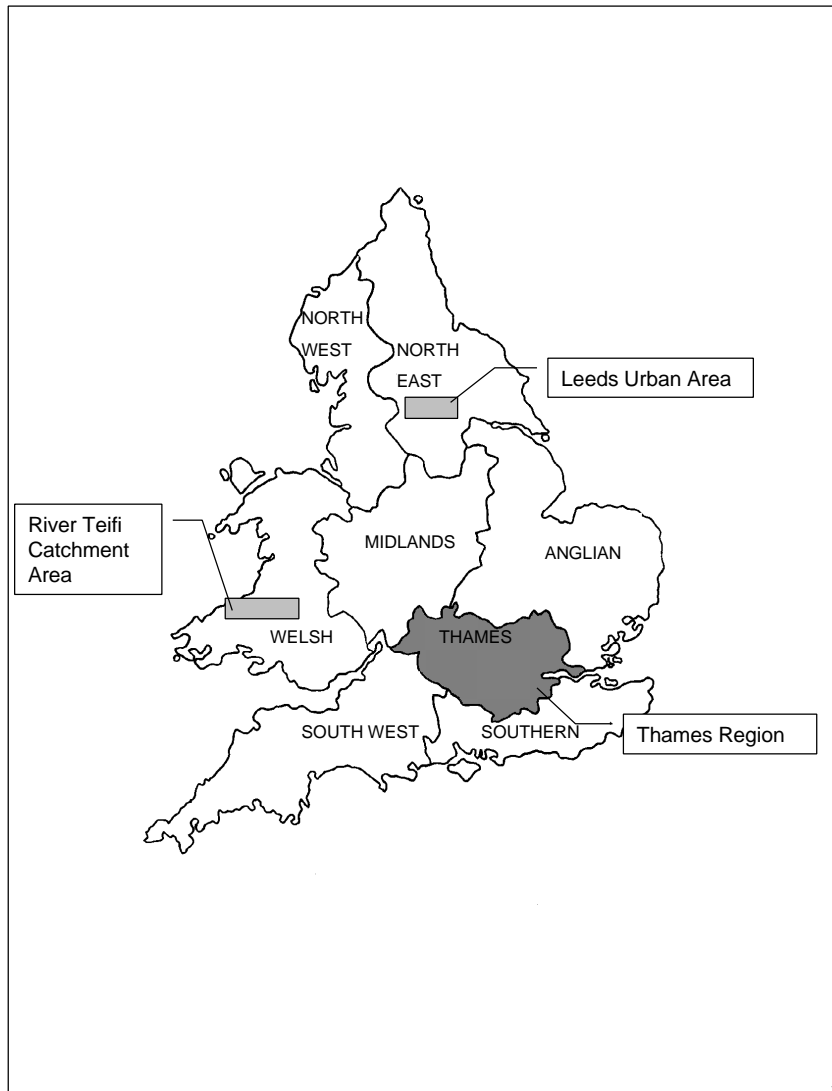 NORTH
WEST
NORTH
EAST
Leeds Urban Area
River Teifi
Catchment
Area
MIDLANDS
ANGLIAN
WELSH
THAMES
SOUTH WEST
SOUTHERN
Thames Region